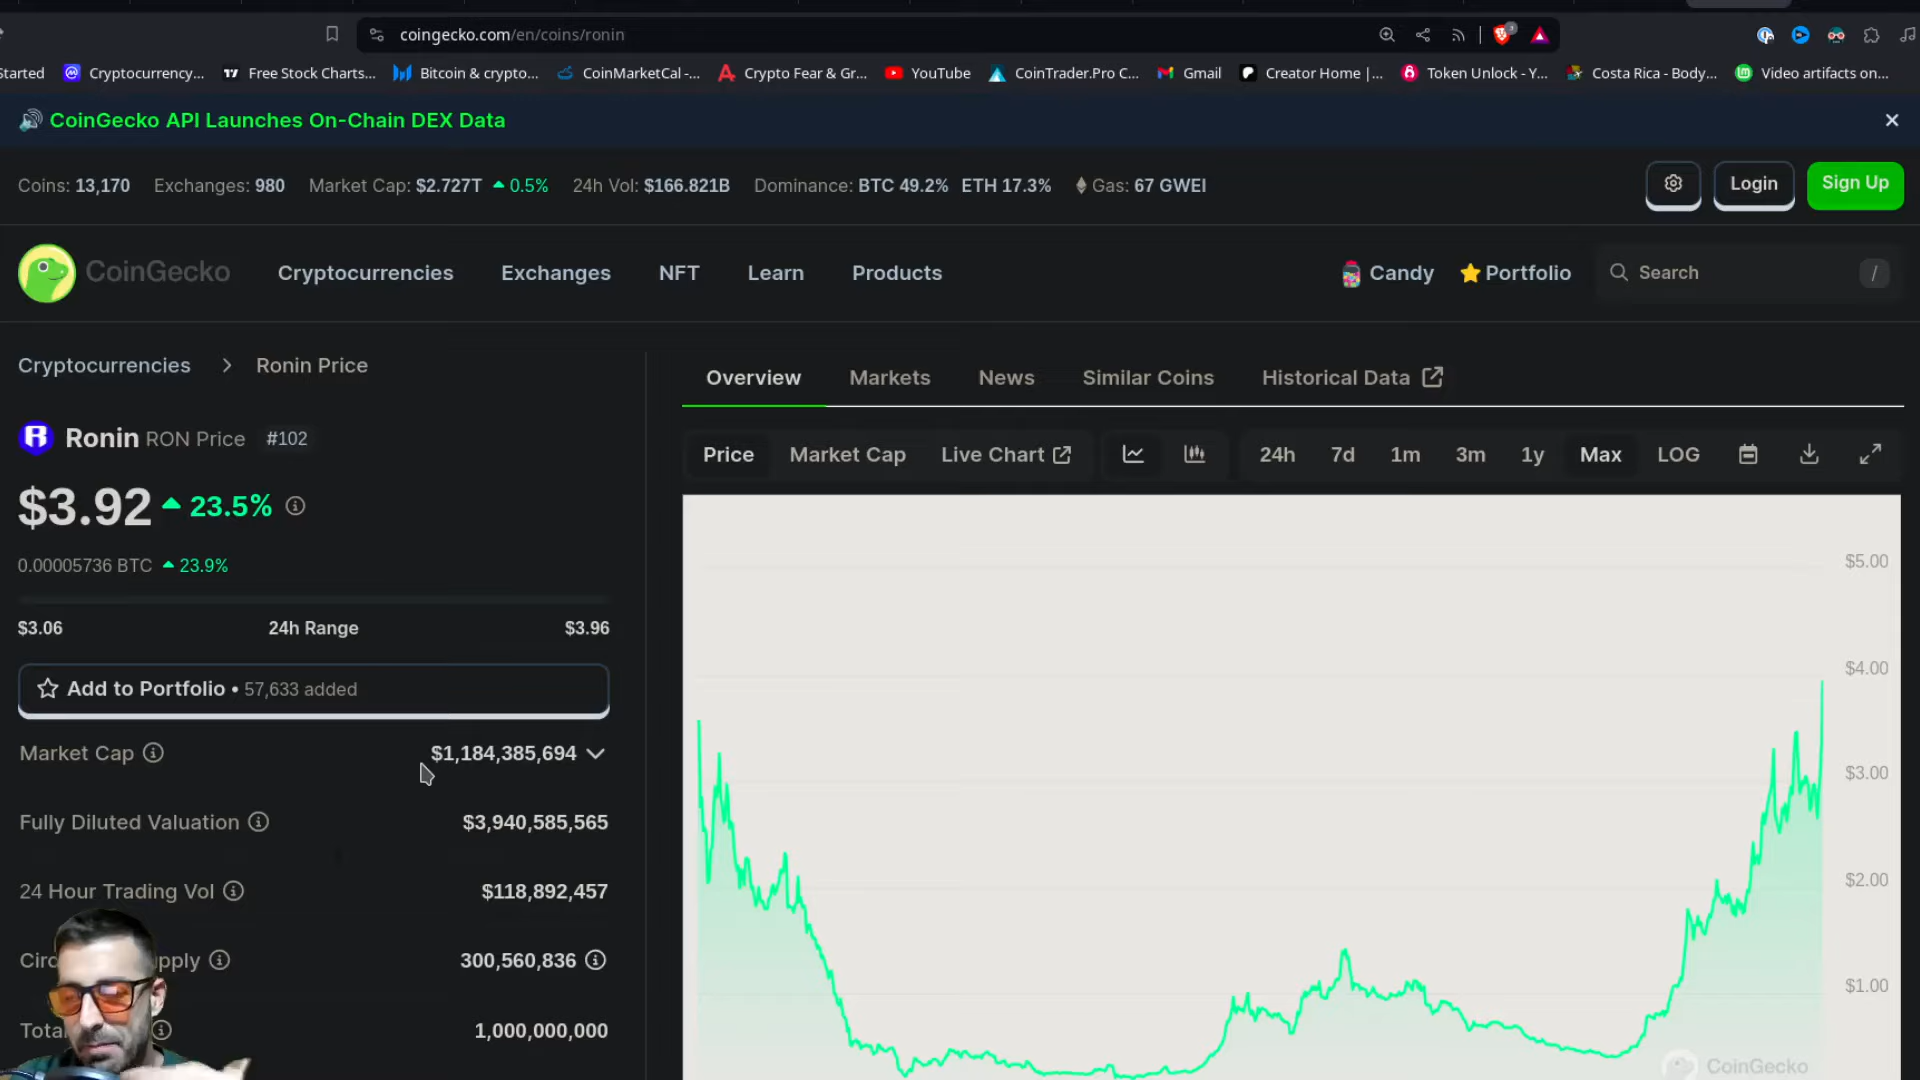 coingecko.com/en/coins/ronin
Started Cryptocurrency... Free Stock Charts... Bitcoin & crypto... CoinMarketCal -... Crypto Fear & Gr... YouTube CoinTrader.Pro C... Gmail Creator Home |... Token Unlock - Y... Costa Rica - Body... Video artifacts on...
CoinGecko API Launches On-Chain DEX Data
Coins: 13,170 Exchanges: 980 Market Cap: $2.727T 0.5% 24h Vol: $166.821B Dominance: BTC 49.2% ETH 17.3% Gas: 67 GWEI Login Sign Up
CoinGecko Cryptocurrencies Exchanges NFT Learn Products Candy Portfolio Search /
Cryptocurrencies > Ronin Price
Ronin RON Price #102
$3.92 23.5%
0.00005736 BTC 23.9%
$3.06 24h Range $3.96
Add to Portfolio • 57,633 added
Market Cap $1,184,385,694
Fully Diluted Valuation $3,940,585,565
24 Hour Trading Vol $118,892,457
Circ pply 300,560,836
Tota 1,000,000,000
Overview Markets News Similar Coins Historical Data
Price Market Cap Live Chart 24h 7d 1m 3m 1y Max LOG
$5.00
$4.00
$3.00
$2.00
$1.00
CoinGecko